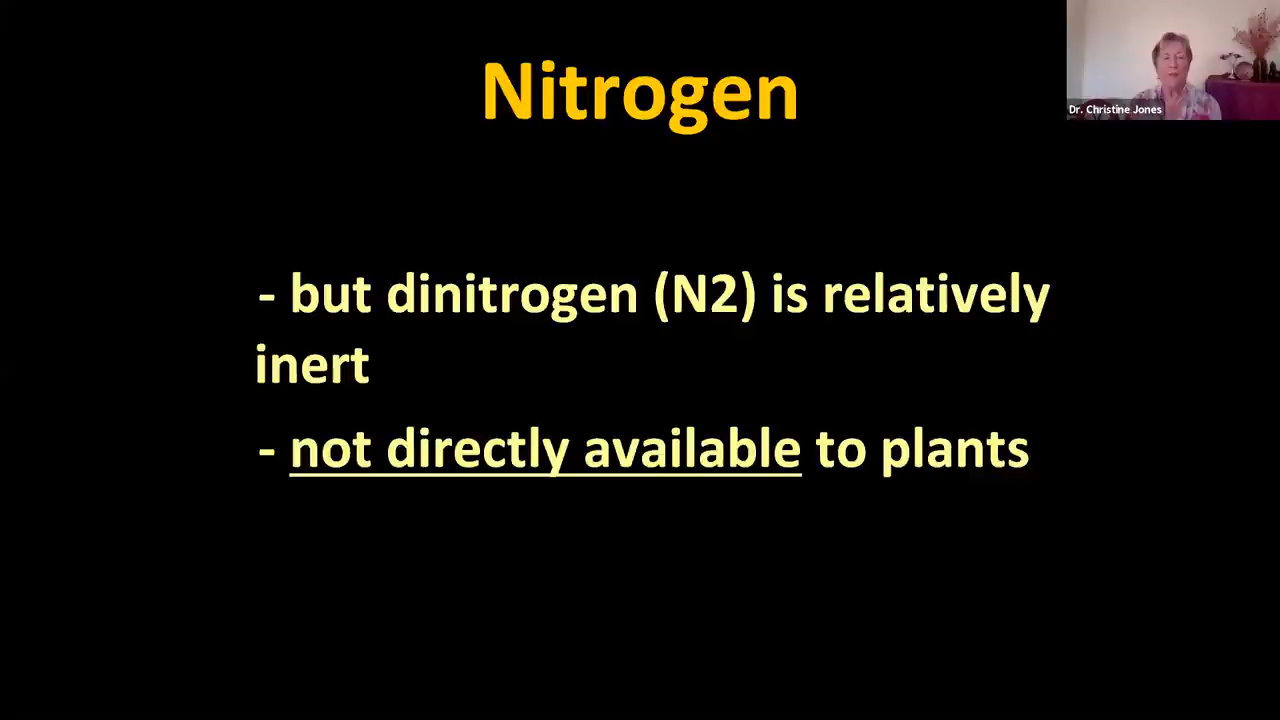 Nitrogen
Dr. Christine Jones
- but dinitrogen (N2) is relatively
inert
- not directly available to plants